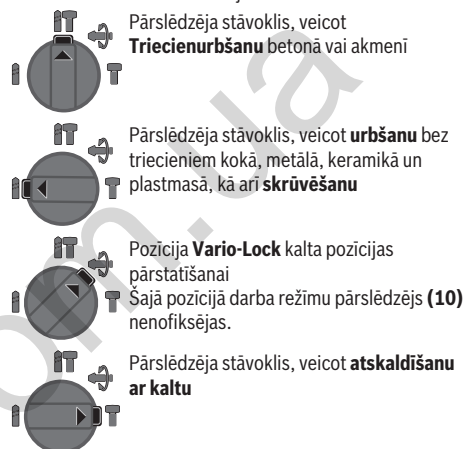 Pārslēdzēja stāvoklis, veicot
Triecienurbšanu betonā vai akmenī
Pārslēdzēja stāvoklis, veicot urbšanu bez
triecieniem kokā, metālā, keramikā un
plastmasā, kā arī skrūvēšanu
Pozīcija Vario-Lock kalta pozīcijas
pārstatīšanai
Šajā pozīcijā darba režīmu pārslēdzējs (10)
nenofiksējas.
Pārslēdzēja stāvoklis, veicot atskaldīšanu
ar kaltu
om.ua